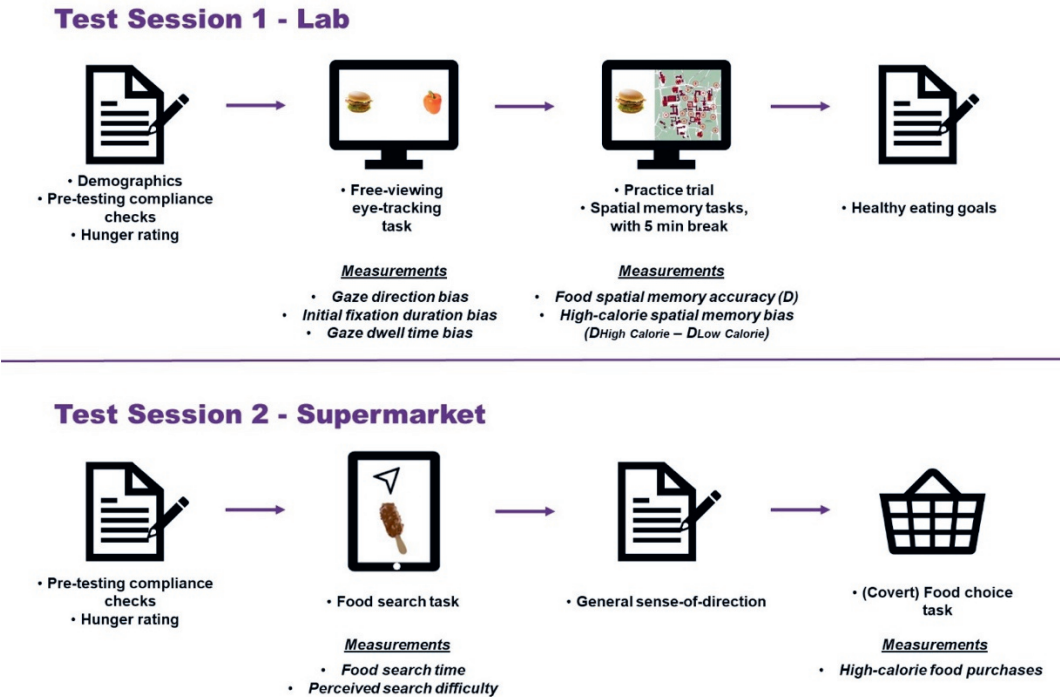 Test Session 1 - Lab
• Demographics
• Pre-testing compliance
checks
• Hunger rating
• Free-viewing
eye-tracking
task
Measurements
• Gaze direction bias
• Initial fixation duration bias
• Gaze dwell time bias
• Practice trial
• Spatial memory tasks,
with 5 min break
Measurements
• Food spatial memory accuracy (D)
• High-calorie spatial memory bias
(DHigh Calorie – DLow Calorie)
• Healthy eating goals
Test Session 2 - Supermarket
• Pre-testing compliance
checks
• Hunger rating
• Food search task
Measurements
• Food search time
• Perceived search difficulty
• General sense-of-direction
• (Covert) Food choice
task
Measurements
• High-calorie food purchases